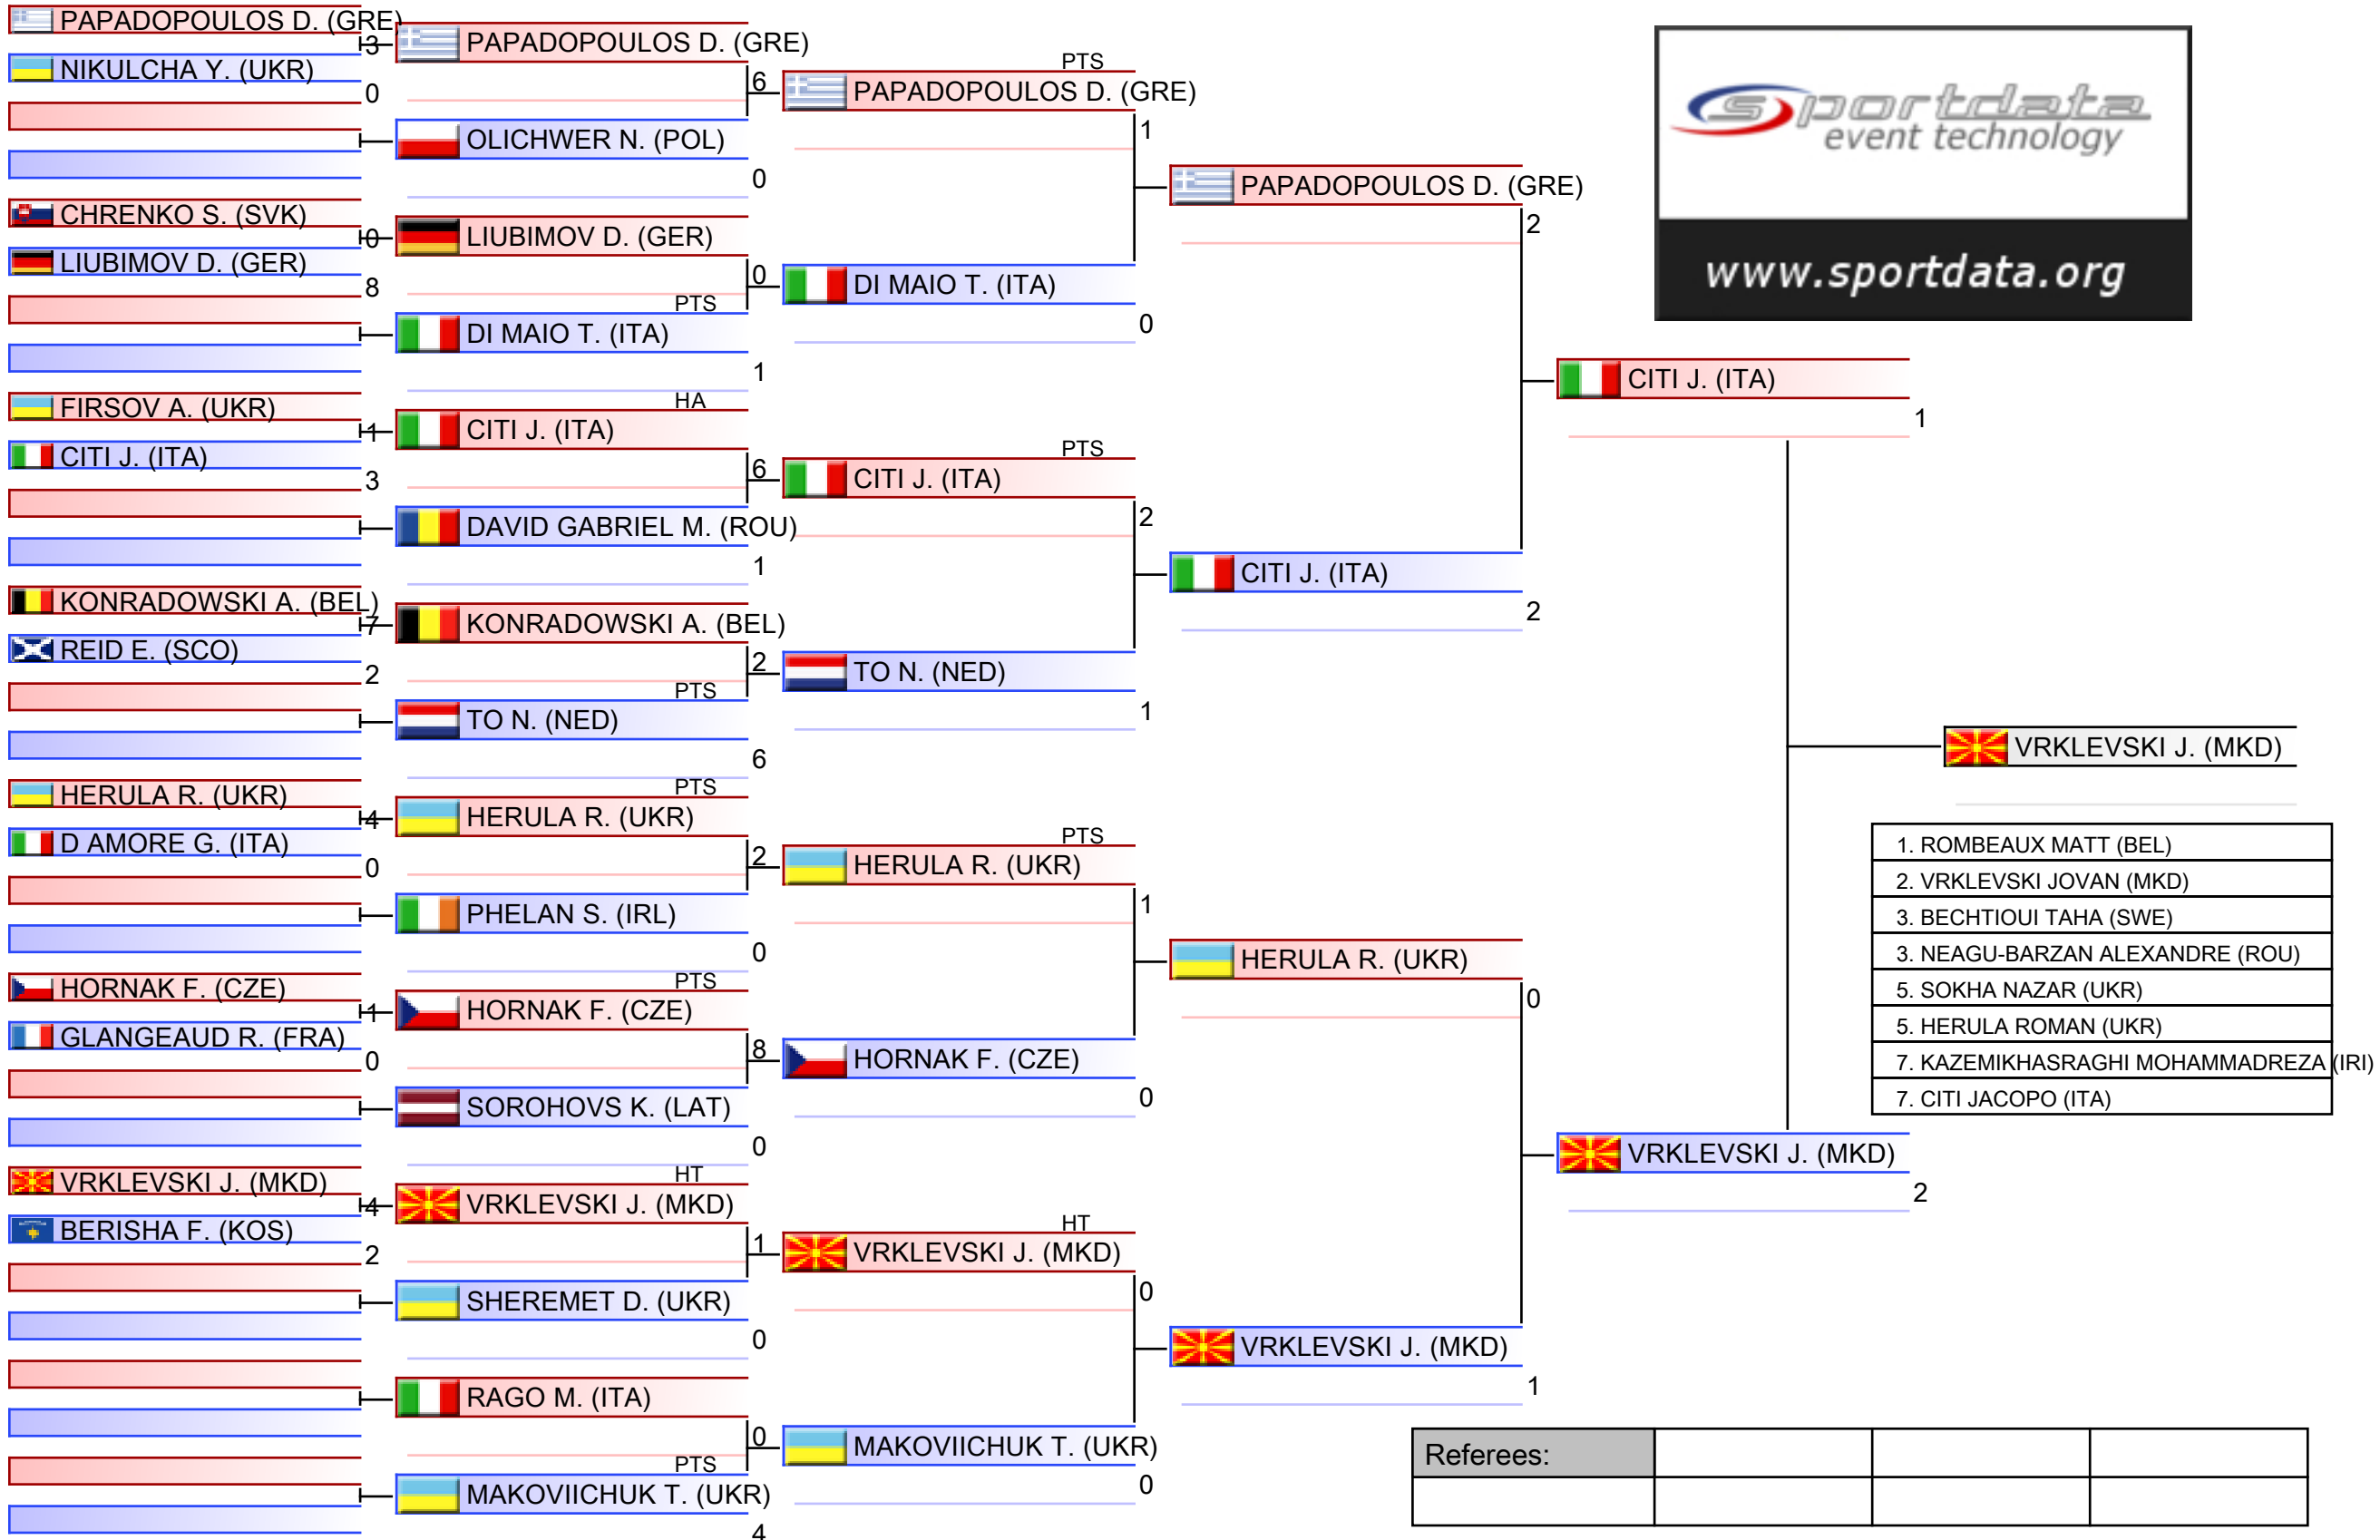 PAPADOPOULOS D. (GRE)
3
NIKULCHA Y. (UKR)
0
CHRENKO S. (SVK)
0
LIUBIMOV D. (GER)
8
FIRSOV A. (UKR)
1
CITI J. (ITA)
3
KONRADOWSKI A. (BEL)
7
REID E. (SCO)
2
HERULA R. (UKR)
4
D AMORE G. (ITA)
0
HORNAK F. (CZE)
1
GLANGEAUD R. (FRA)
0
VRKLEVSKI J. (MKD)
4
BERISHA F. (KOS)
2
PAPADOPOULOS D. (GRE)
6
OLICHWER N. (POL)
0
LIUBIMOV D. (GER)
0
PTS
DI MAIO T. (ITA)
1
HA
CITI J. (ITA)
6
DAVID GABRIEL M. (ROU)
1
KONRADOWSKI A. (BEL)
2
PTS
TO N. (NED)
6
PTS
HERULA R. (UKR)
2
PHELAN S. (IRL)
0
PTS
HORNAK F. (CZE)
8
SOROHOVS K. (LAT)
0
HT
VRKLEVSKI J. (MKD)
1
SHEREMET D. (UKR)
0
RAGO M. (ITA)
0
PTS
MAKOVIICHUK T. (UKR)
4
PTS
PAPADOPOULOS D. (GRE)
1
DI MAIO T. (ITA)
0
PTS
CITI J. (ITA)
2
TO N. (NED)
1
PTS
HERULA R. (UKR)
1
HORNAK F. (CZE)
0
HT
VRKLEVSKI J. (MKD)
0
MAKOVIICHUK T. (UKR)
0
PAPADOPOULOS D. (GRE)
2
CITI J. (ITA)
2
HERULA R. (UKR)
0
VRKLEVSKI J. (MKD)
1
CITI J. (ITA)
1
VRKLEVSKI J. (MKD)
2
VRKLEVSKI J. (MKD)
sportdata
event technology
www.sportdata.org
1. ROMBEAUX MATT (BEL)
2. VRKLEVSKI JOVAN (MKD)
3. BECHTIOUI TAHA (SWE)
3. NEAGU-BARZAN ALEXANDRE (ROU)
5. SOKHA NAZAR (UKR)
5. HERULA ROMAN (UKR)
7. KAZEMIKHASRAGHI MOHAMMADREZA (IRI)
7. CITI JACOPO (ITA)
Referees: